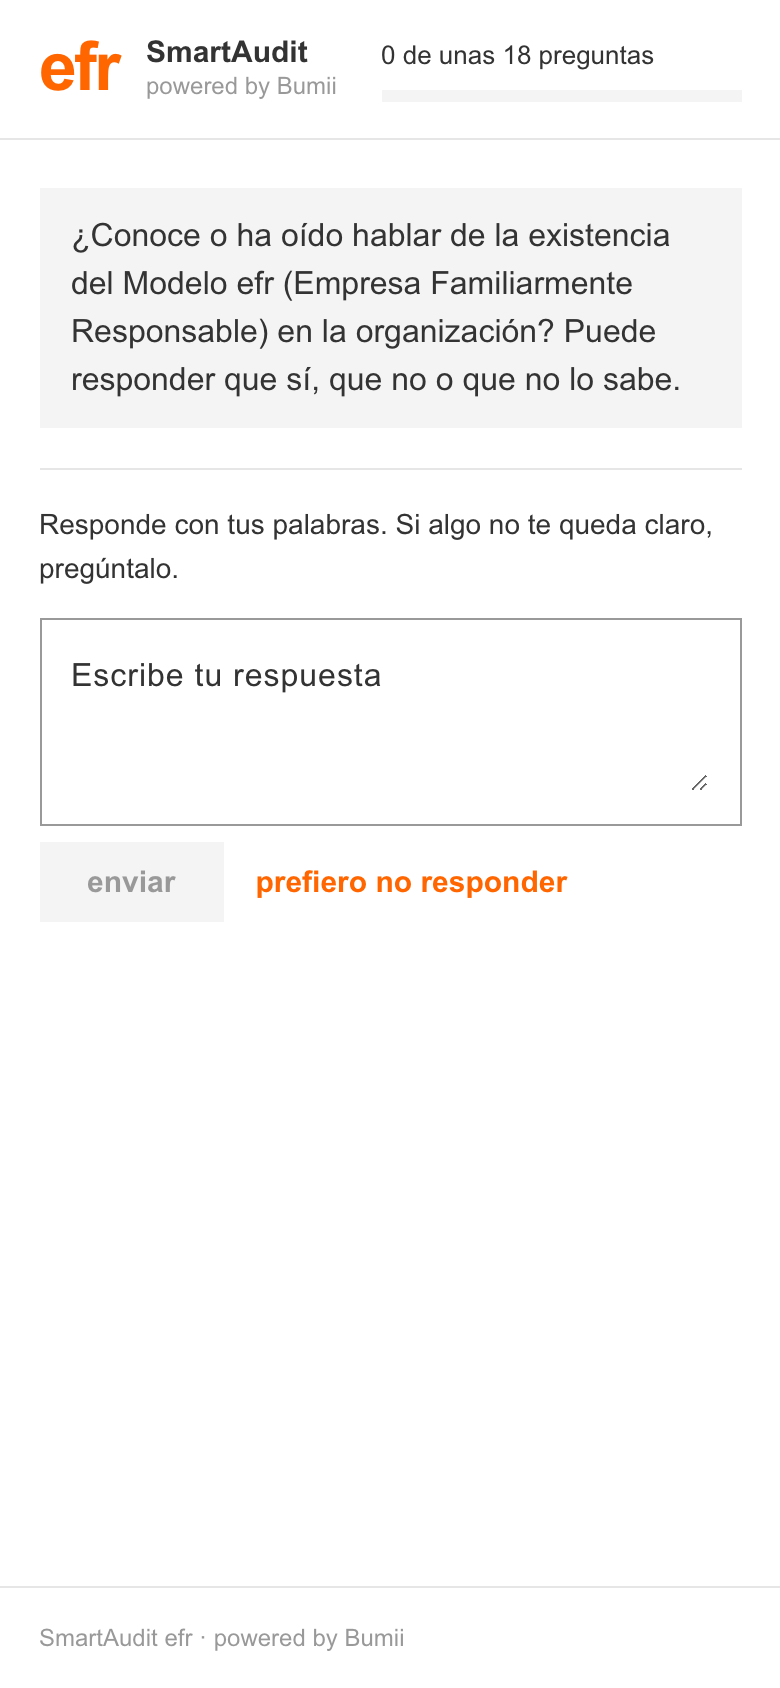 efr
SmartAudit
powered by Bumii
0 de unas 18 preguntas
¿Conoce o ha oído hablar de la existencia
del Modelo efr (Empresa Familiarmente
Responsable) en la organización? Puede
responder que sí, que no o que no lo sabe.
Responde con tus palabras. Si algo no te queda claro,
pregúntalo.
Escribe tu respuesta
enviar
prefiero no responder
SmartAudit efr · powered by Bumii